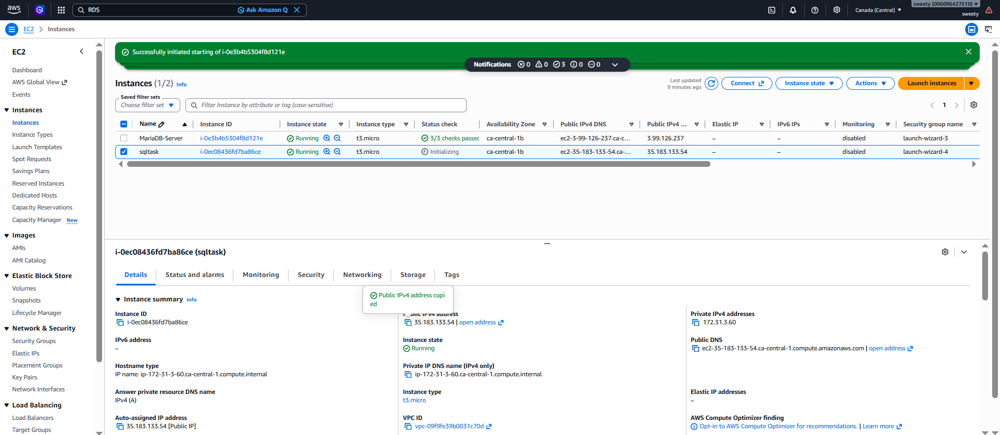 aws
RDS
Ask Amazon Q
Canada (Central)
sweety (006096427510)
sweety
EC2
Instances
EC2
Dashboard
AWS Global View
Events
Instances
Instances
Instance Types
Launch Templates
Spot Requests
Savings Plans
Reserved Instances
Dedicated Hosts
Capacity Reservations
Capacity Manager New
Images
AMIs
AMI Catalog
Elastic Block Store
Volumes
Snapshots
Lifecycle Manager
Network & Security
Security Groups
Elastic IPs
Placement Groups
Key Pairs
Network Interfaces
Load Balancing
Load Balancers
Target Groups
Successfully initiated starting of i-0e3b4b5304f8d121e
Notifications 0 0 3 0 0
Instances (1/2) Info
Last updated
9 minutes ago
Connect
Instance state
Actions
Launch instances
Saved filter sets
Choose filter set
Filter Instance by attribute or tag (case-sensitive)
1
Name Instance ID Instance state Instance type Status check Availability Zone Public IPv4 DNS Public IPv4 ... Elastic IP IPv6 IPs Monitoring Security group name
MariaDB-Server i-0e3b4b5304f8d121e Running t3.micro 3/3 checks passec ca-central-1b ec2-3-99-126-237.ca-c... 3.99.126.237 – – disabled launch-wizard-3
sqltask i-0ec08436fd7ba86ce Running t3.micro Initializing ca-central-1b ec2-35-183-133-54.ca-... 35.183.133.54 – – disabled launch-wizard-4
i-0ec08436fd7ba86ce (sqltask)
Details Status and alarms Monitoring Security Networking Storage Tags
Public IPv4 address copi
ed
Instance summary Info
Instance ID
i-0ec08436fd7ba86ce
Public IPv4 address
35.183.133.54 | open address
Private IPv4 addresses
172.31.3.60
IPv6 address
–
Instance state
Running
Public DNS
ec2-35-183-133-54.ca-central-1.compute.amazonaws.com | open address
Hostname type
IP name: ip-172-31-3-60.ca-central-1.compute.internal
Private IP DNS name (IPv4 only)
ip-172-31-3-60.ca-central-1.compute.internal
Answer private resource DNS name
IPv4 (A)
Instance type
t3.micro
Elastic IP addresses
–
Auto-assigned IP address
35.183.133.54 [Public IP]
VPC ID
vpc-09f9fe39b0031c70d
AWS Compute Optimizer finding
Opt-in to AWS Compute Optimizer for recommendations. | Learn more